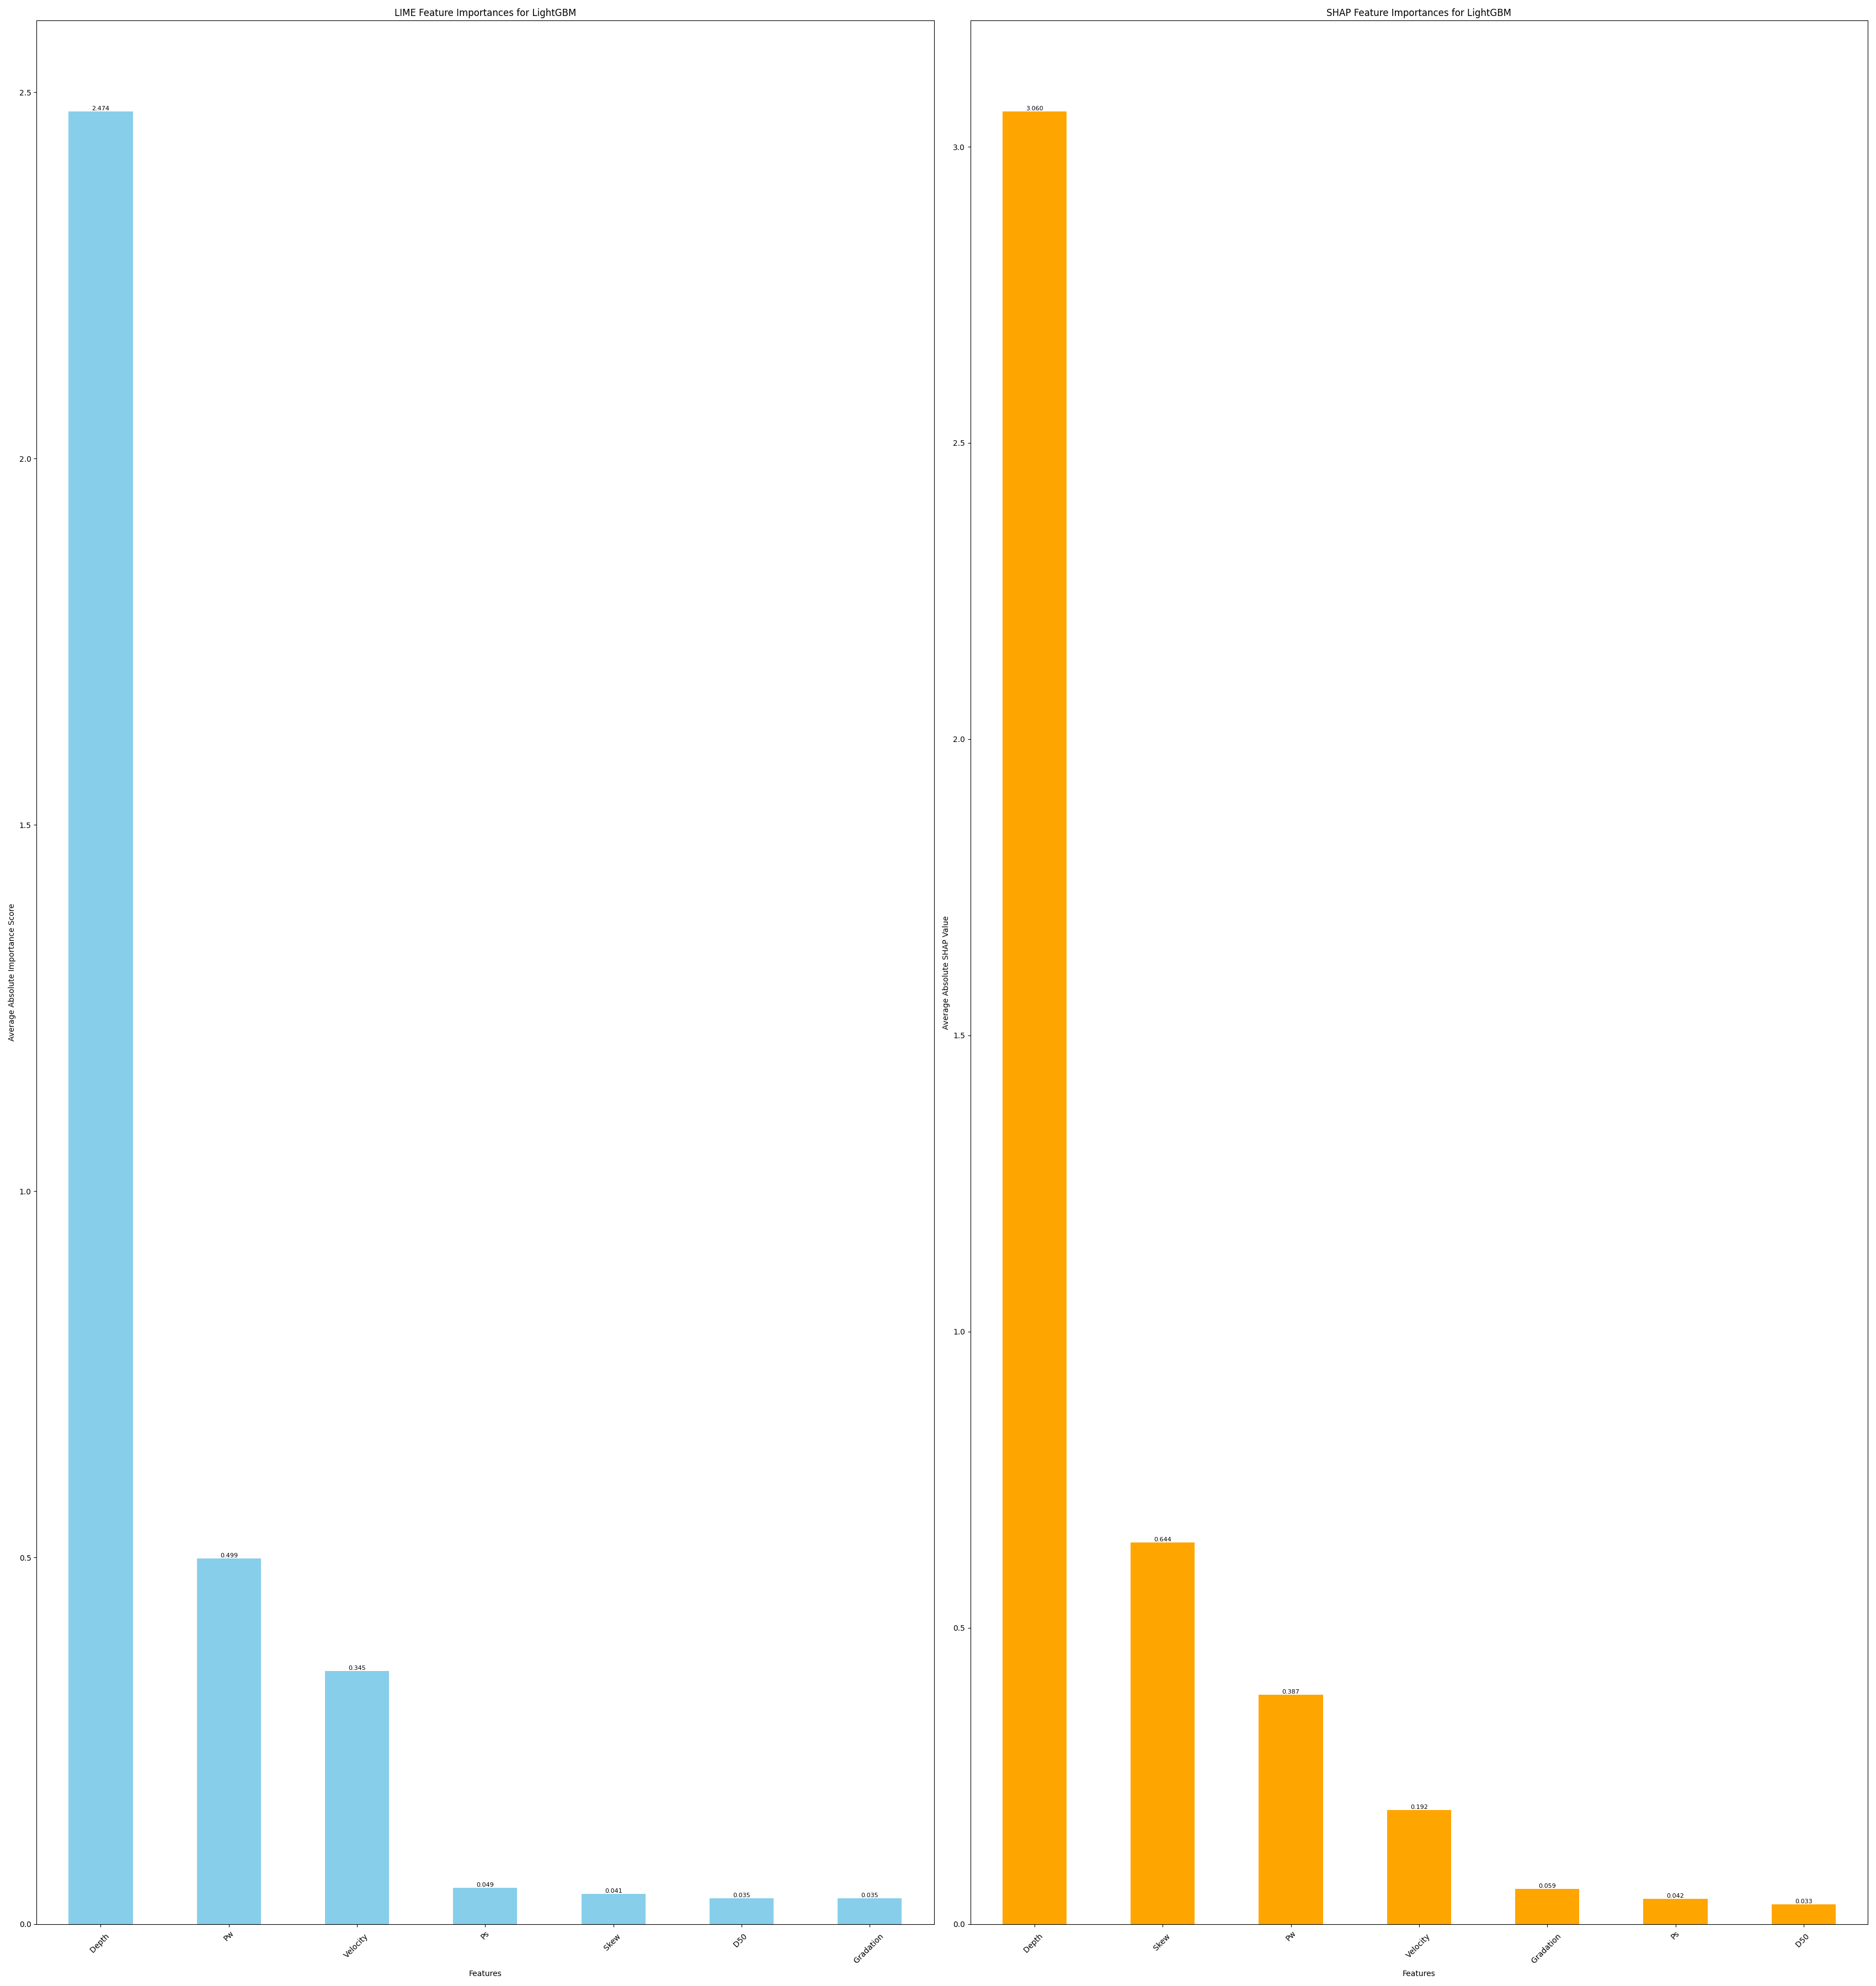 LIME Feature Importances for LightGBM
Average Absolute Importance Score
2.5
2.0
1.5
1.0
0.5
0.0
2.474
0.499
0.345
0.049
0.041
0.035
0.035
Depth
Pw
Velocity
Ps
Skew
D50
Gradation
Features
SHAP Feature Importances for LightGBM
Average Absolute SHAP Value
3.0
2.5
2.0
1.5
1.0
0.5
0.0
3.060
0.644
0.387
0.192
0.059
0.042
0.033
Depth
Skew
Pw
Velocity
Gradation
Ps
D50
Features